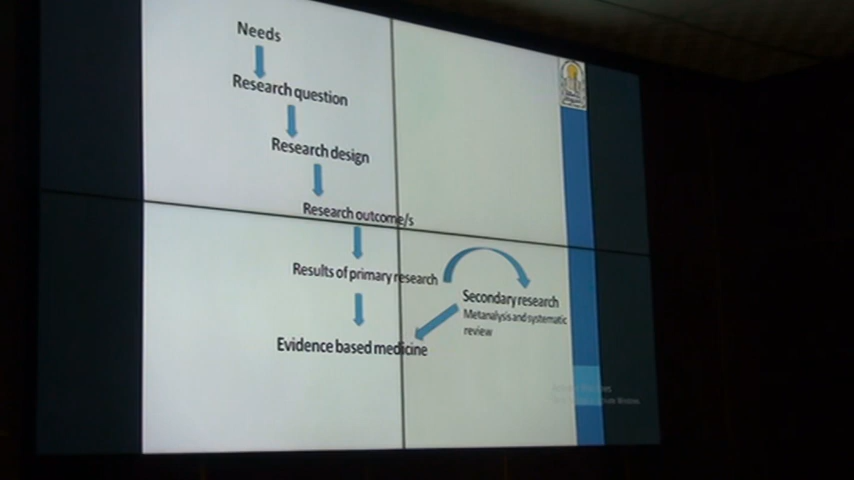 Needs
Research question
Research design
Research outcome/s
Results of primary research
Secondary research
Metanalysis and systematic
review
Evidence based medicine